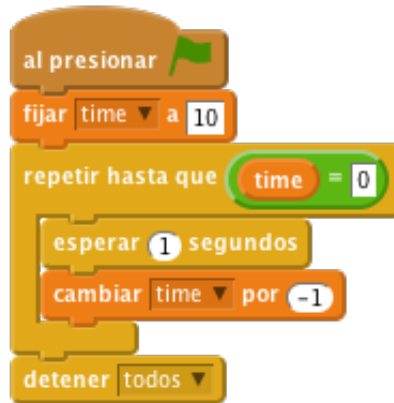 al presionar
fijar time a 10
repetir hasta que time = 0
esperar 1 segundos
cambiar time por -1
detener todos